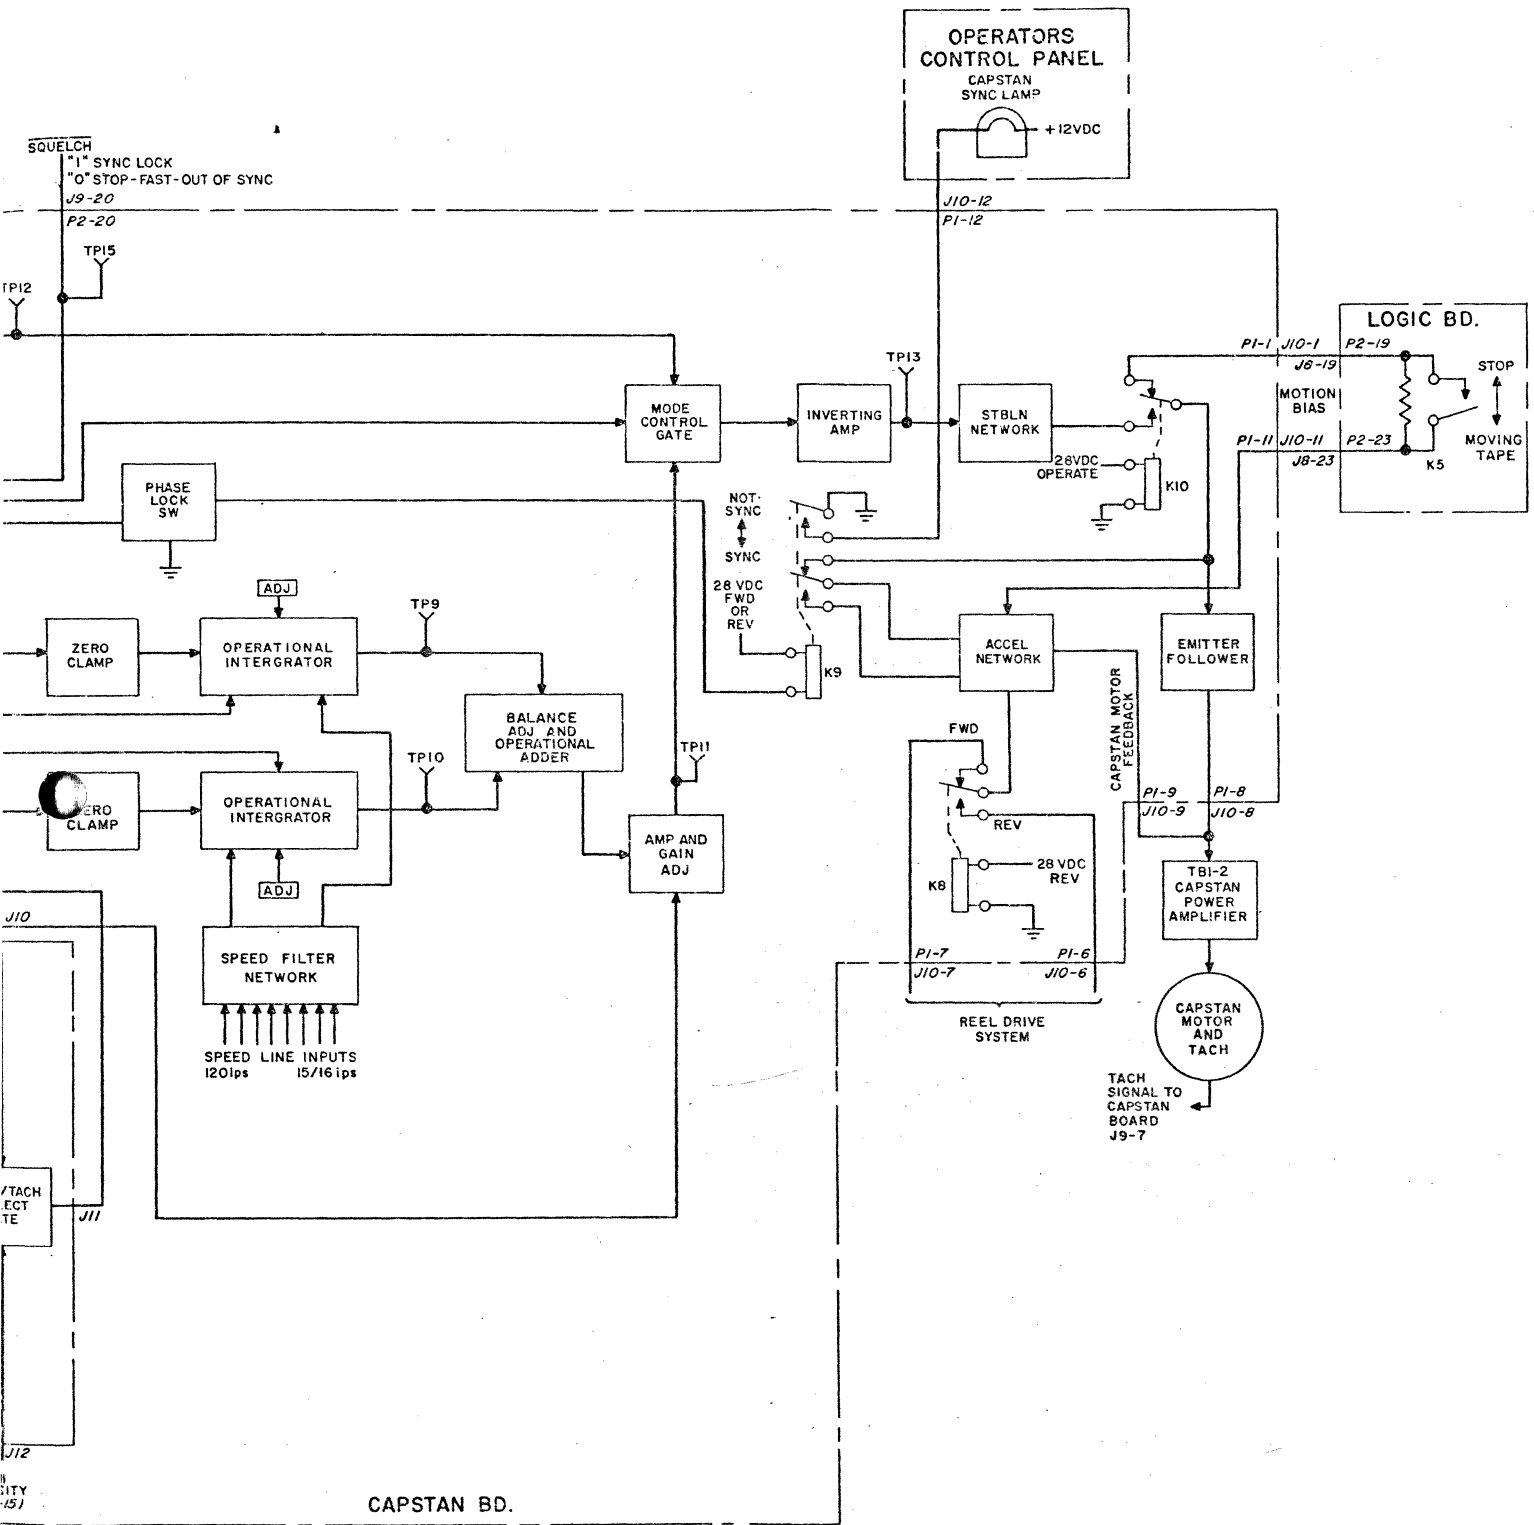 OPERATORS
CONTROL PANEL
CAPSTAN
SYNC LAMP
+12VDC
SQUELCH
"1" SYNC LOCK
"0" STOP-FAST-OUT OF SYNC
J9-20
P2-20
J10-12
P1-12
TP15
TP12
LOGIC BD.
P1-1 J10-1 P2-19
J6-19
TP13
STOP
MOTION
BIAS
MODE
CONTROL
GATE
INVERTING
AMP
STBLN
NETWORK
P1-11 J10-11 P2-23
J8-23
MOVING
TAPE
K5
28VDC
OPERATE
K10
PHASE
LOCK
SW
NOT-
SYNC
SYNC
28 VDC
FWD
OR
REV
K9
ADJ
TP9
ZERO
CLAMP
OPERATIONAL
INTERGRATOR
ACCEL
NETWORK
EMITTER
FOLLOWER
CAPSTAN MOTOR
FEEDBACK
BALANCE
ADJ AND
OPERATIONAL
ADDER
FWD
TP10
TP11
CLAMP
OPERATIONAL
INTERGRATOR
P1-9 P1-8
J10-9 J10-8
REV
AMP AND
GAIN
ADJ
ADJ
K8
28 VDC
REV
TB1-2
CAPSTAN
POWER
AMPLIFIER
J10
SPEED FILTER
NETWORK
P1-7 P1-6
J10-7 J10-6
REEL DRIVE
SYSTEM
CAPSTAN
MOTOR
AND
TACH
SPEED LINE INPUTS
120ips 15/16ips
TACH
SIGNAL TO
CAPSTAN
BOARD
J9-7
/TACH
J11
J12
CAPSTAN BD.